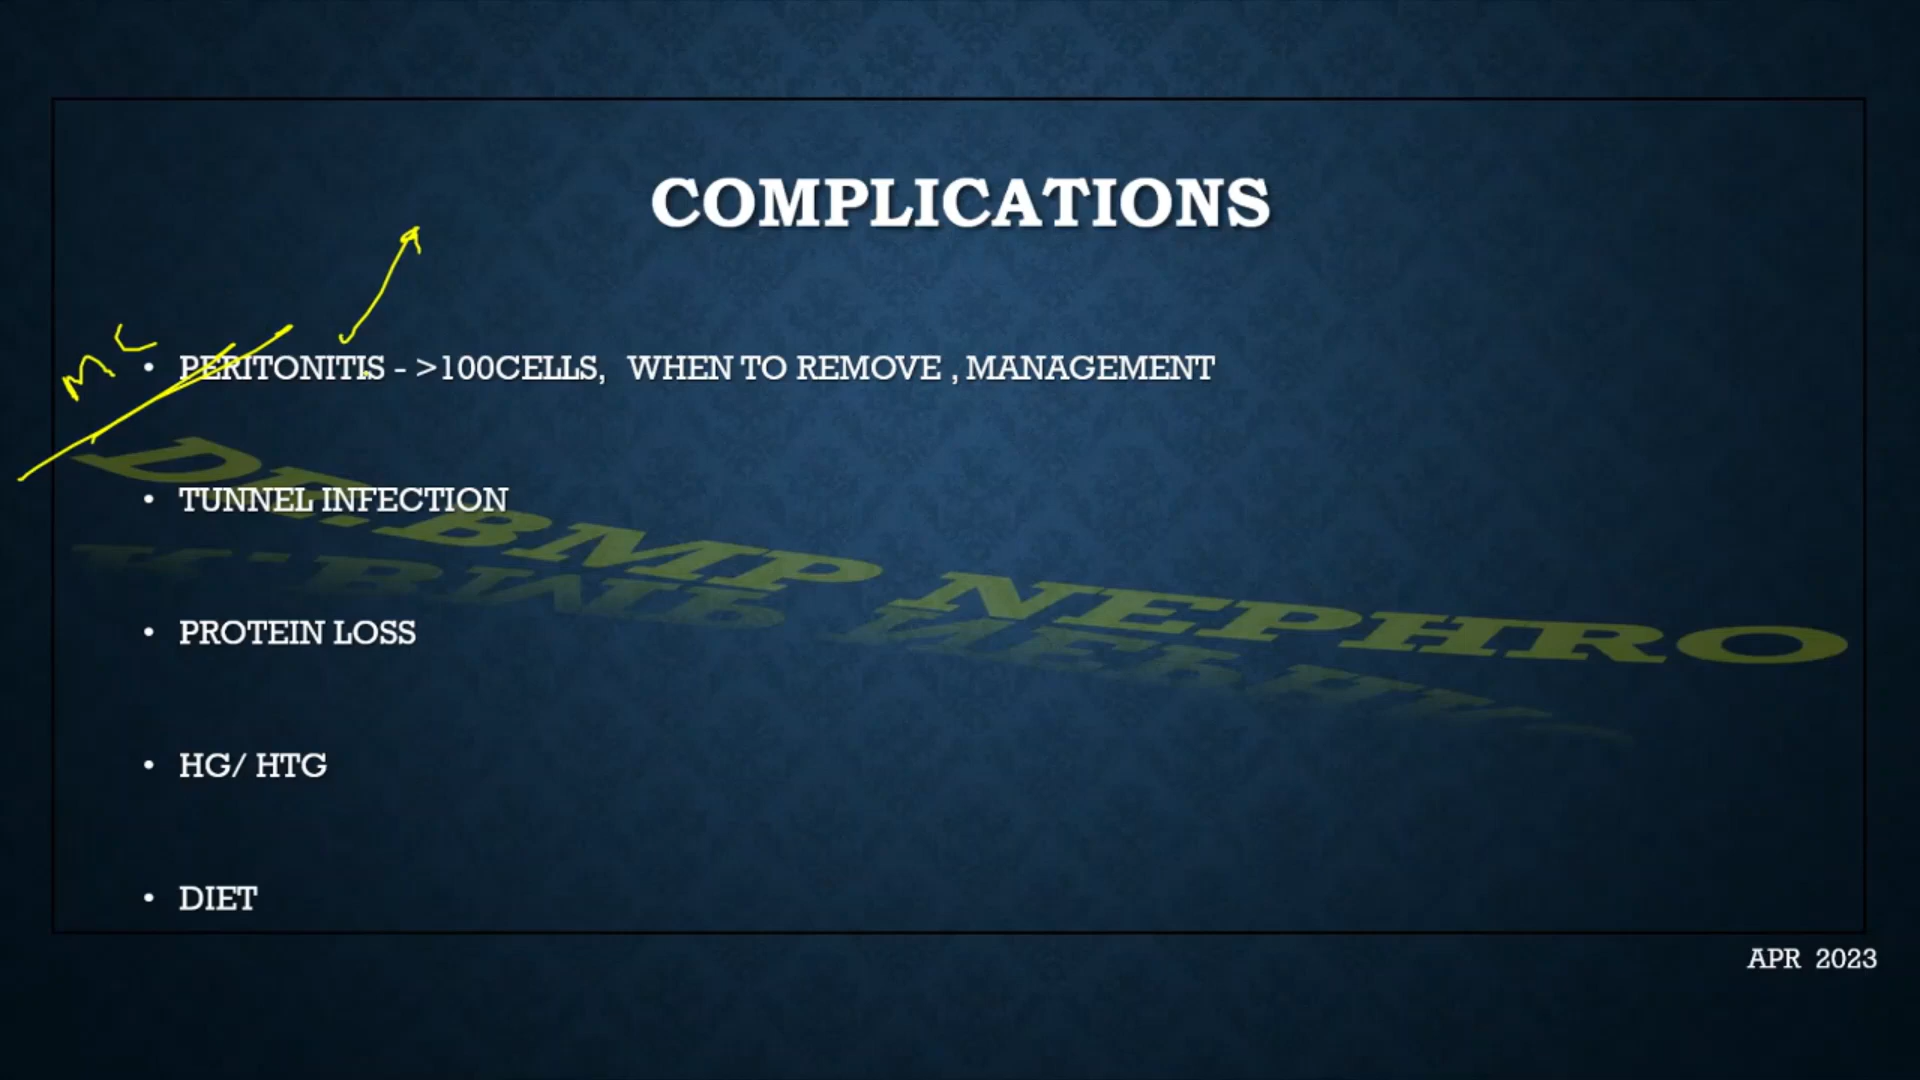 COMPLICATIONS
MC
• PERITONITIS - >100CELLS, WHEN TO REMOVE , MANAGEMENT
• TUNNEL INFECTION
DR.BMP NEPHRO
• PROTEIN LOSS
• HG/ HTG
• DIET
APR 2023